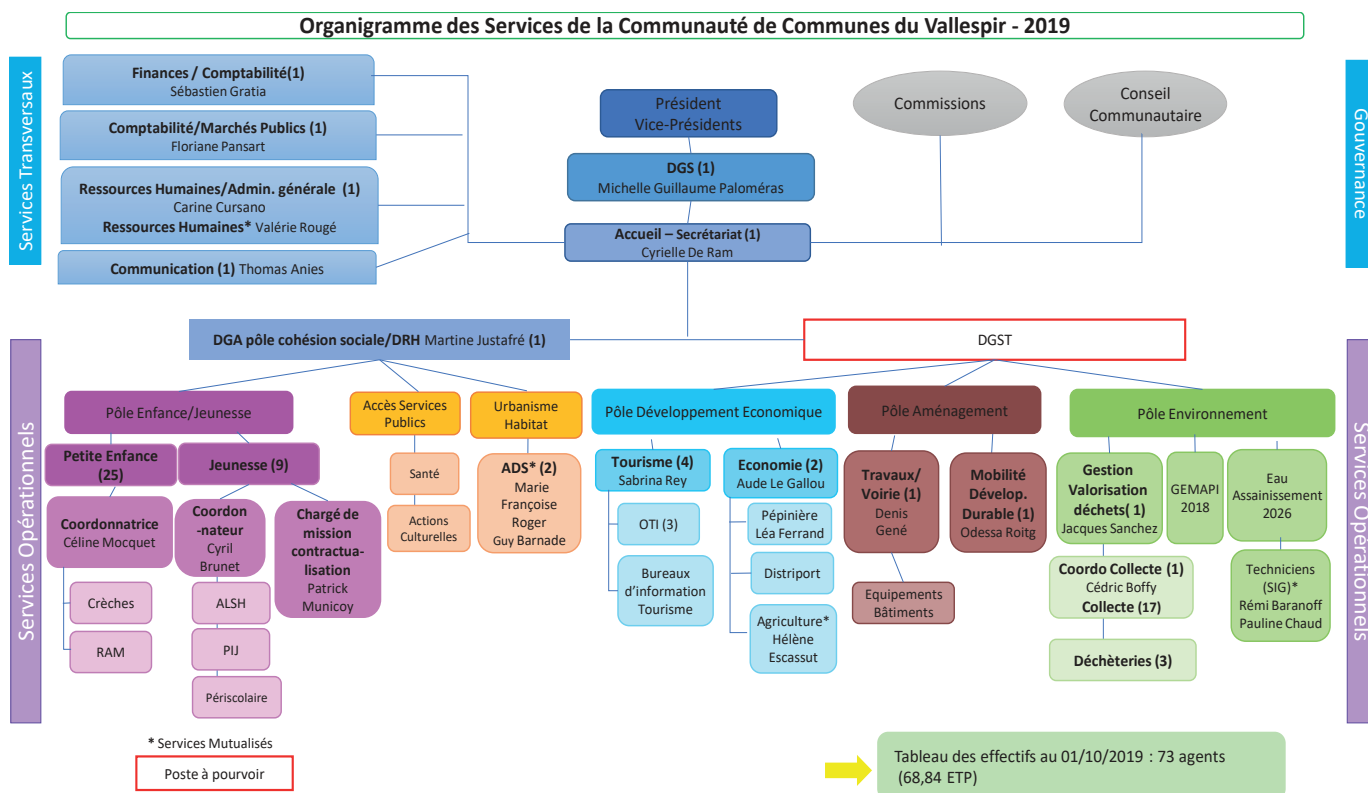 Organigramme des Services de la Communauté de Communes du Vallespir - 2019
Services Transversaux
Finances / Comptabilité(1)
Sébastien Gratia
Comptabilité/Marchés Publics (1)
Floriane Pansart
Ressources Humaines/Admin. générale (1)
Carine Cursano
Ressources Humaines* Valérie Rougé
Communication (1) Thomas Anies
Président
Vice-Présidents
DGS (1)
Michelle Guillaume Paloméras
Accueil – Secrétariat (1)
Cyrielle De Ram
Commissions
Conseil
Communautaire
Gouvernance
Services Opérationnels
DGA pôle cohésion sociale/DRH Martine Justafré (1)
DGST
Services Opérationnels
Pôle Enfance/Jeunesse
Petite Enfance
(25)
Jeunesse (9)
Coordonnatrice
Céline Mocquet
Crèches
RAM
Coordon
-nateur
Cyril
Brunet
ALSH
PIJ
Périscolaire
Chargé de
mission
contractua-
lisation
Patrick
Municoy
Accès Services
Publics
Santé
Actions
Culturelles
Urbanisme
Habitat
ADS* (2)
Marie
Françoise
Roger
Guy Barnade
Pôle Développement Economique
Tourisme (4)
Sabrina Rey
OTI (3)
Bureaux
d'information
Tourisme
Economie (2)
Aude Le Gallou
Pépinière
Léa Ferrand
Distriport
Agriculture*
Hélène
Escassut
Pôle Aménagement
Travaux/
Voirie (1)
Denis
Gené
Equipements
Bâtiments
Mobilité
Dévelop.
Durable (1)
Odessa Roitg
Pôle Environnement
Gestion
Valorisation
déchets( 1)
Jacques Sanchez
Coordo Collecte (1)
Cédric Boffy
Collecte (17)
Déchèteries (3)
GEMAPI
2018
Eau
Assainissement
2026
Techniciens
(SIG)*
Rémi Baranoff
Pauline Chaud
* Services Mutualisés
Poste à pourvoir
Tableau des effectifs au 01/10/2019 : 73 agents
(68,84 ETP)